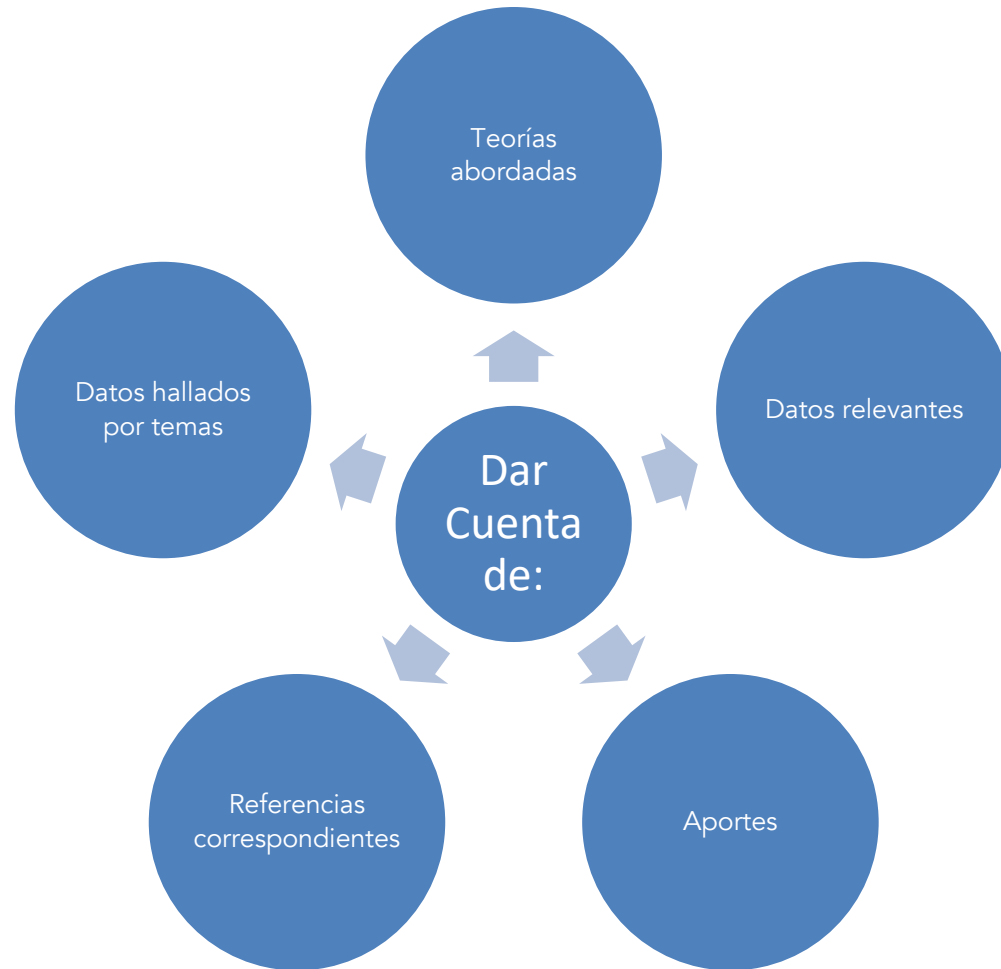 Teorías
abordadas
Datos hallados
por temas
Datos relevantes
Dar
Cuenta
de:
Referencias
correspondientes
Aportes